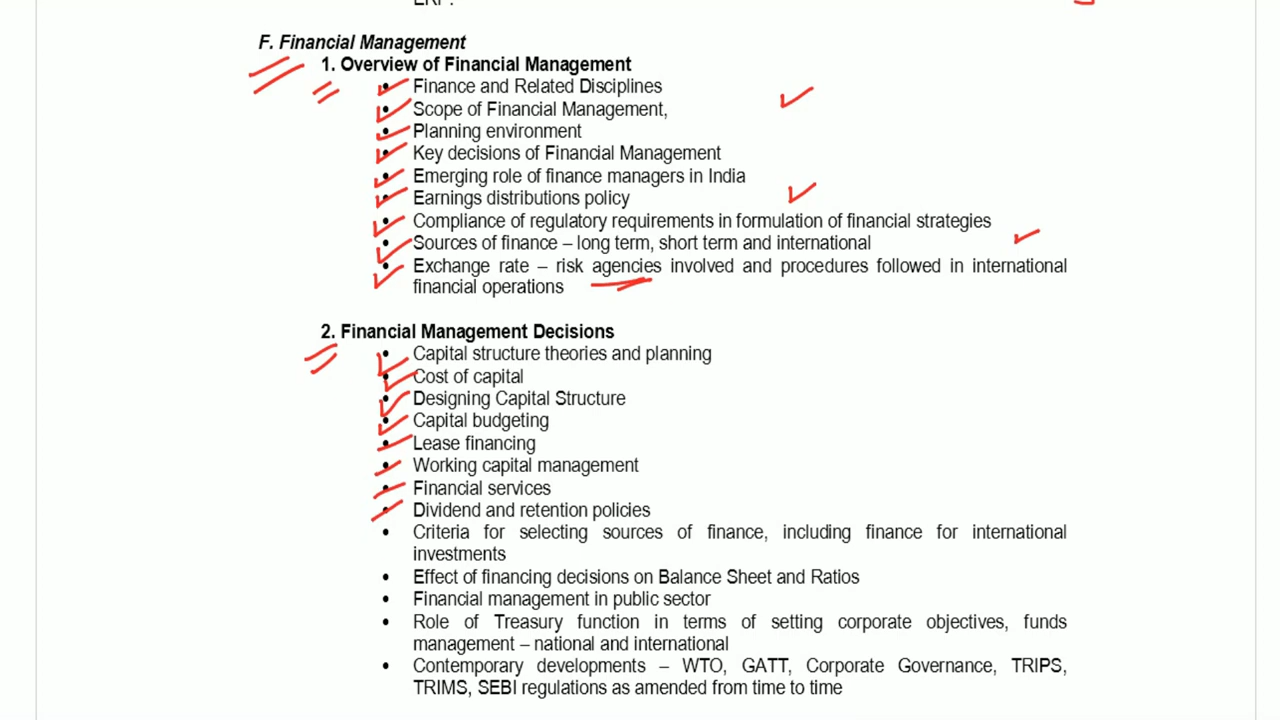 F. Financial Management
1. Overview of Financial Management
• Finance and Related Disciplines
• Scope of Financial Management,
• Planning environment
• Key decisions of Financial Management
• Emerging role of finance managers in India
• Earnings distributions policy
• Compliance of regulatory requirements in formulation of financial strategies
• Sources of finance – long term, short term and international
• Exchange rate – risk agencies involved and procedures followed in international
financial operations
2. Financial Management Decisions
• Capital structure theories and planning
• Cost of capital
• Designing Capital Structure
• Capital budgeting
• Lease financing
• Working capital management
• Financial services
• Dividend and retention policies
• Criteria for selecting sources of finance, including finance for international
investments
• Effect of financing decisions on Balance Sheet and Ratios
• Financial management in public sector
• Role of Treasury function in terms of setting corporate objectives, funds
management – national and international
• Contemporary developments – WTO, GATT, Corporate Governance, TRIPS,
TRIMS, SEBI regulations as amended from time to time